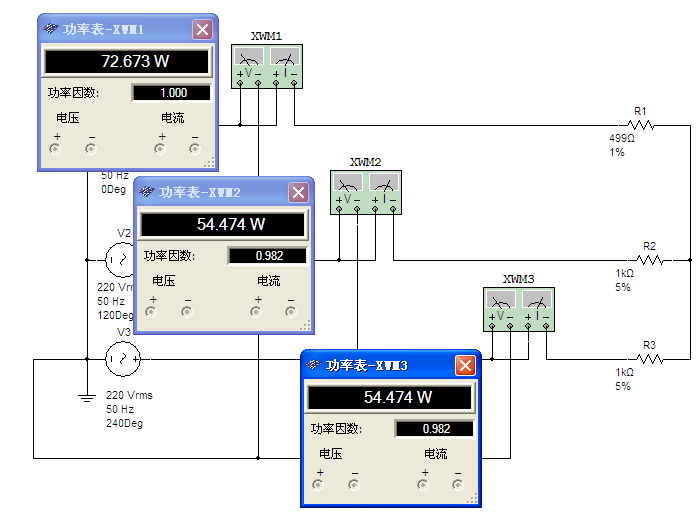 功率表-XWM1
72.673 W
功率因数: 1.000
电压 电流
+ − + −
XWM1
+ V − + I −
R1
499Ω
1%
50 Hz
0Deg
功率表-XWM2
54.474 W
功率因数: 0.982
电压 电流
+ − + −
XWM2
+ V − + I −
V2
220 Vrm
50 Hz
120Deg
R2
1kΩ
5%
XWM3
+ V − + I −
V3
220 Vrms
50 Hz
240Deg
R3
1kΩ
5%
功率表-XWM3
54.474 W
功率因数: 0.982
电压 电流
+ − + −